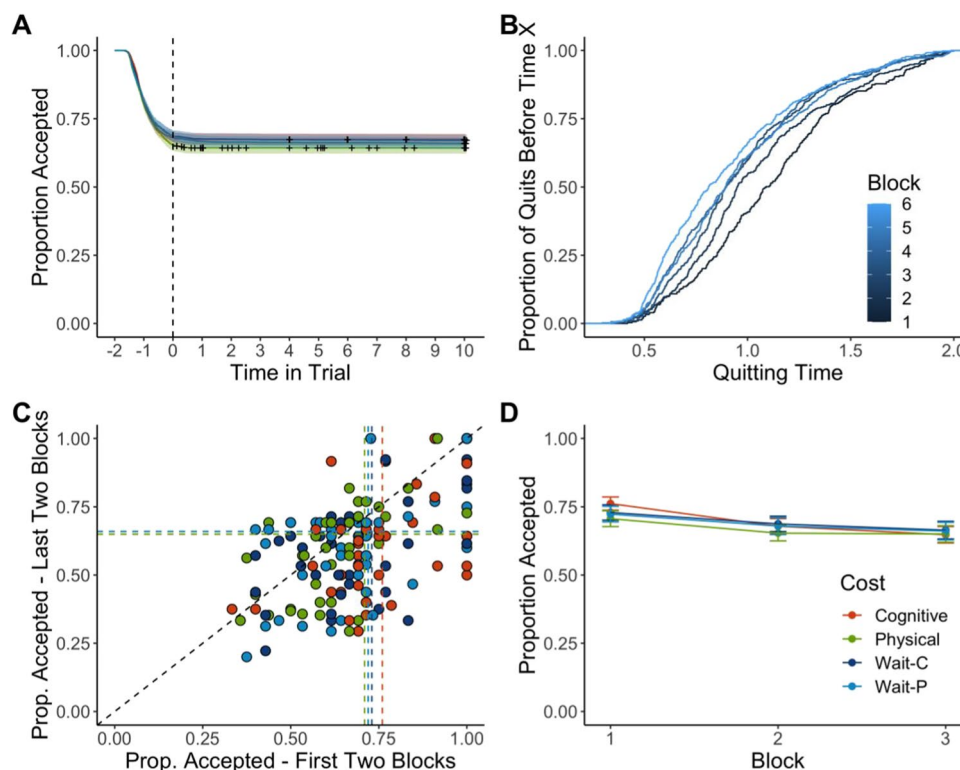 A
Proportion Accepted
1.00
0.75
0.50
0.25
0.00
-2 -1 0 1 2 3 4 5 6 7 8 9 10
Time in Trial
B
Proportion of Quits Before Time X
1.00
0.75
0.50
0.25
0.00
0.5 1.0 1.5 2.0
Quitting Time
Block
6
5
4
3
2
1
C
Prop. Accepted - Last Two Blocks
1.00
0.75
0.50
0.25
0.00
0.00 0.25 0.50 0.75 1.00
Prop. Accepted - First Two Blocks
D
Proportion Accepted
1.00
0.75
0.50
0.25
0.00
1 2 3
Block
Cost
Cognitive
Physical
Wait-C
Wait-P